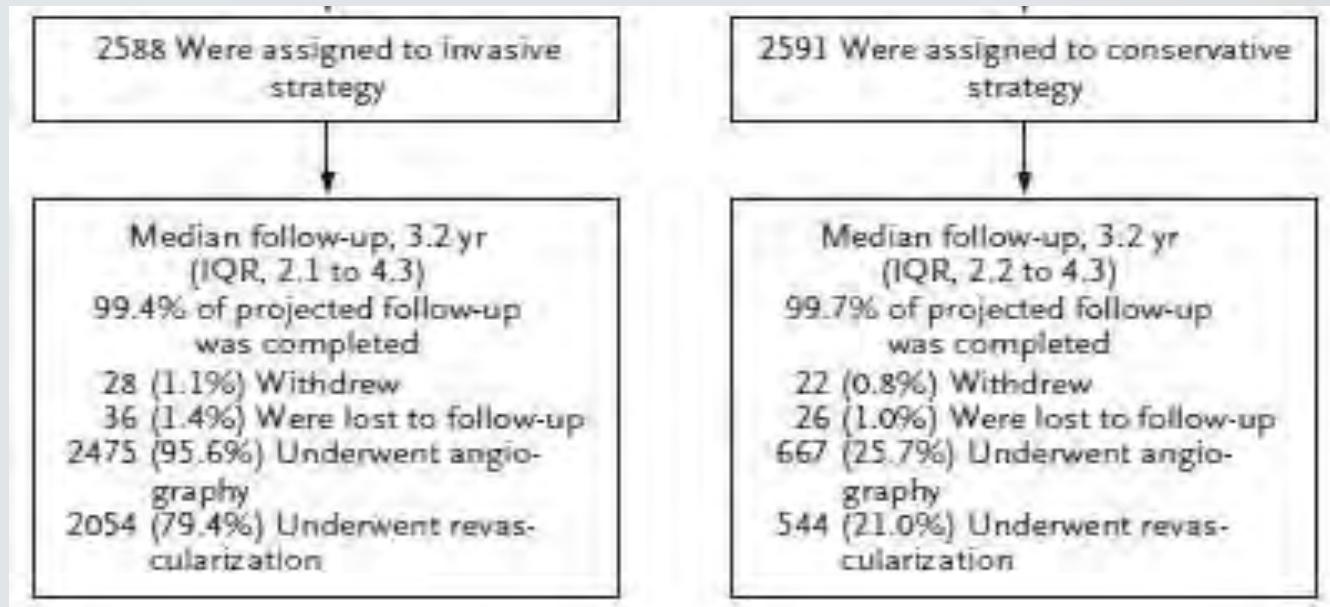 2588 Were assigned to invasive
strategy
Median follow-up, 3.2 yr
(IQR, 2.1 to 4.3)
99.4% of projected follow-up
was completed
28 (1.1%) Withdrew
36 (1.4%) Were lost to follow-up
2475 (95.6%) Underwent angio-
graphy
2054 (79.4%) Underwent revas-
cularization
2591 Were assigned to conservative
strategy
Median follow-up, 3.2 yr
(IQR, 2.2 to 4.3)
99.7% of projected follow-up
was completed
22 (0.8%) Withdrew
26 (1.0%) Were lost to follow-up
667 (25.7%) Underwent angio-
graphy
544 (21.0%) Underwent revas-
cularization